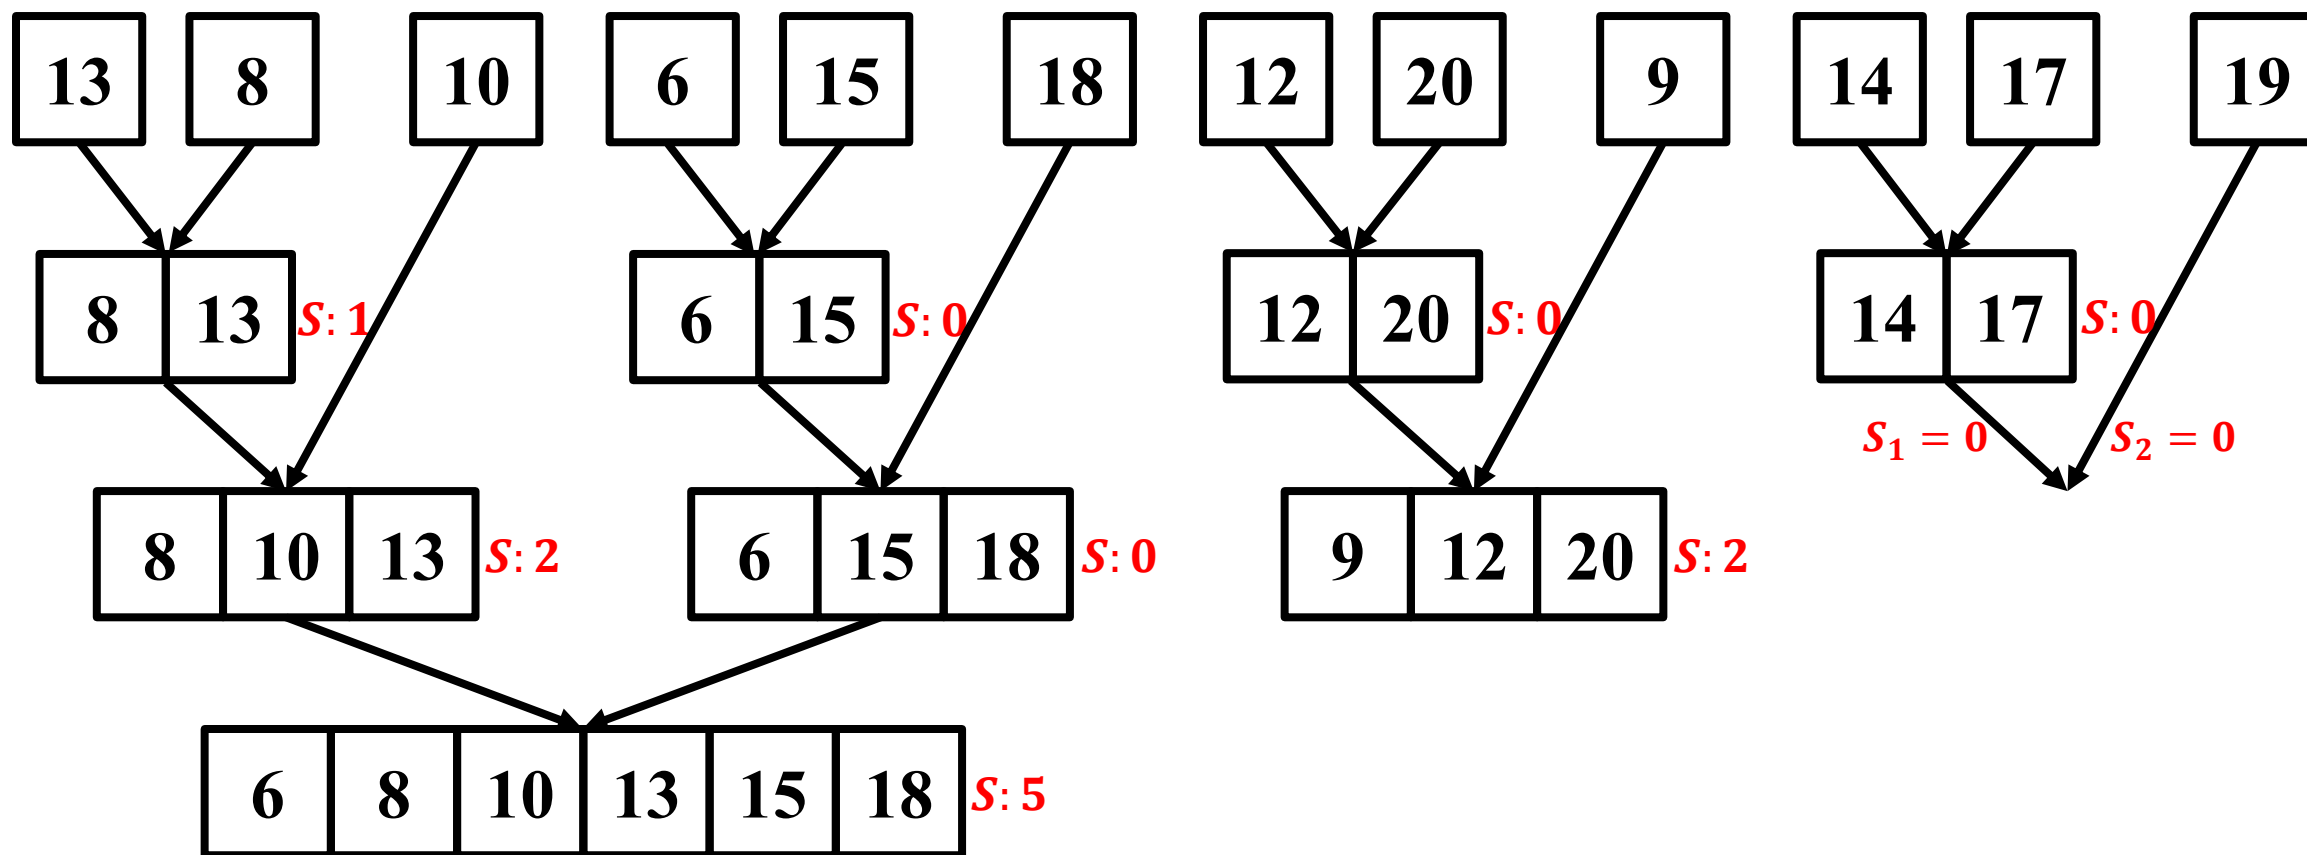 13 8 10 6 15 18 12 20 9 14 17 19
8 13 S: 1 6 15 S: 0 12 20 S: 0 14 17 S: 0
S₁ = 0 S₂ = 0
8 10 13 S: 2 6 15 18 S: 0 9 12 20 S: 2
6 8 10 13 15 18 S: 5